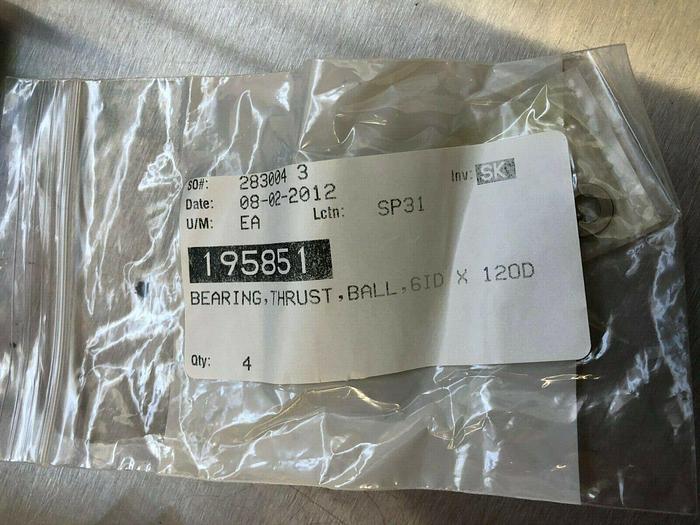 SO#: 283004 3 Inv: SK
Date: 08-02-2012
U/M: EA Lctn: SP31
195851
BEARING,THRUST,BALL,6ID X 12OD
Qty: 4